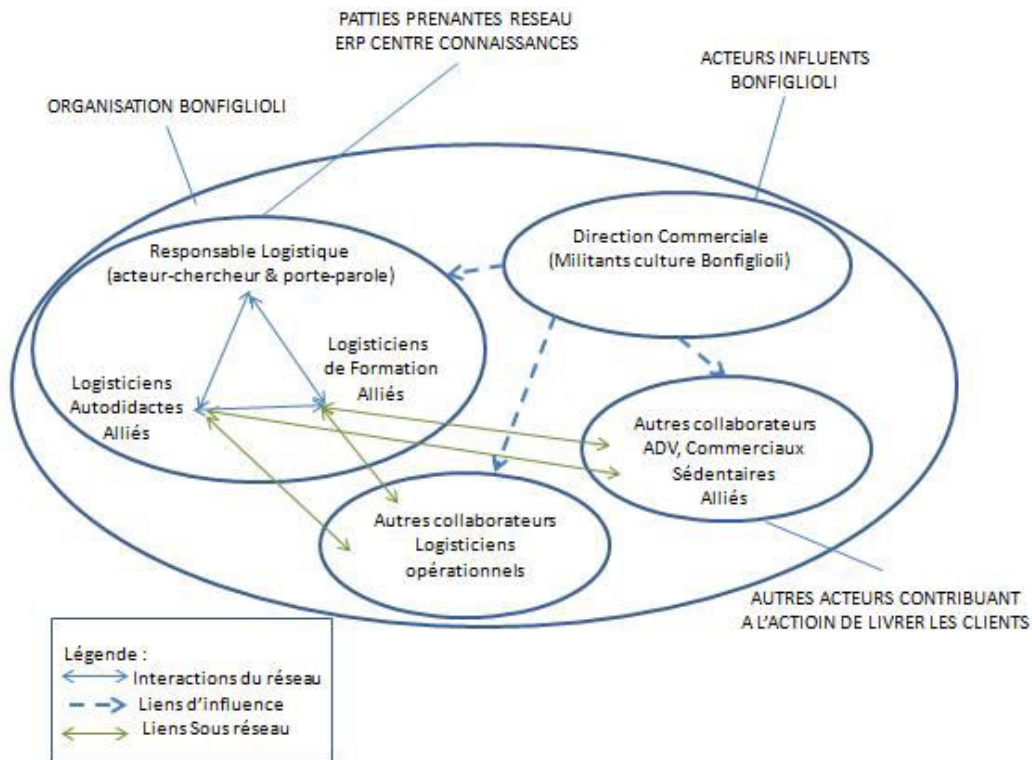 PATTIES PRENANTES RESEAU
ERP CENTRE CONNAISSANCES
ACTEURS INFLUENTS
BONFIGLIOLI
ORGANISATION BONFIGLIOLI
Responsable Logistique
(acteur-chercheur & porte-parole)
Direction Commerciale
(Militants culture Bonfiglioli)
Logisticiens
de Formation
Alliés
Logisticiens
Autodidactes
Alliés
Autres collaborateurs
ADV, Commerciaux
Sédentaires
Alliés
Autres collaborateurs
Logisticiens
opérationnels
AUTRES ACTEURS CONTRIBUANT
A L'ACTIOIN DE LIVRER LES CLIENTS
Légende :
Interactions du réseau
Liens d'influence
Liens Sous réseau